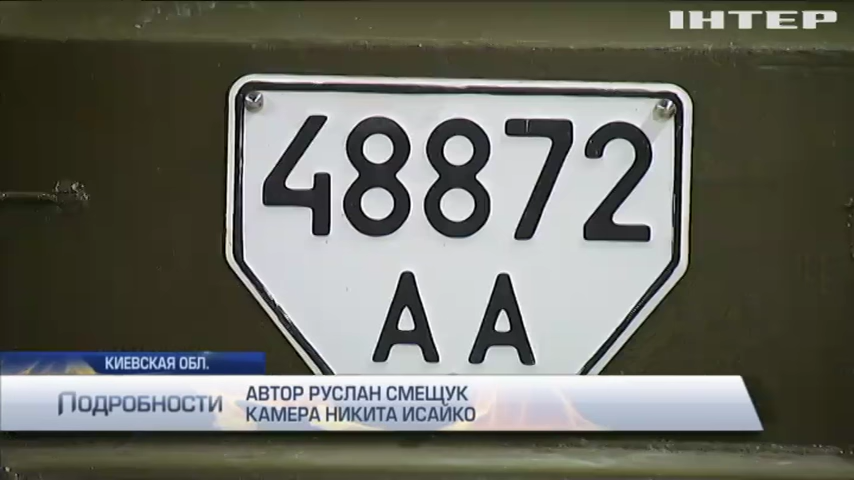 ІНТЕР
48872
АА
КИЕВСКАЯ ОБЛ.
ПОДРОБНОСТИ
АВТОР РУСЛАН СМЕЩУК
КАМЕРА НИКИТА ИСАЙКО